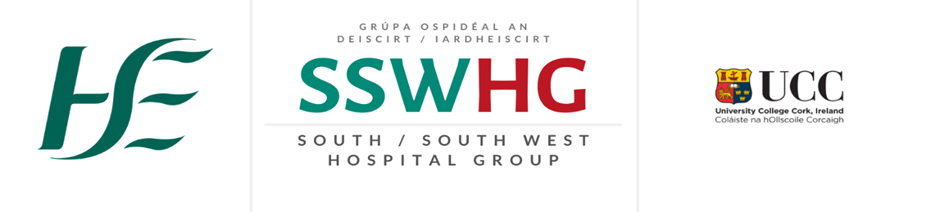 HSE
GRÚPA OSPIDÉAL AN
DEISCIRT / IARDHEISCIRT
SSWHG
SOUTH / SOUTH WEST
HOSPITAL GROUP
UCC
University College Cork, Ireland
Coláiste na hOllscoile Corcaigh